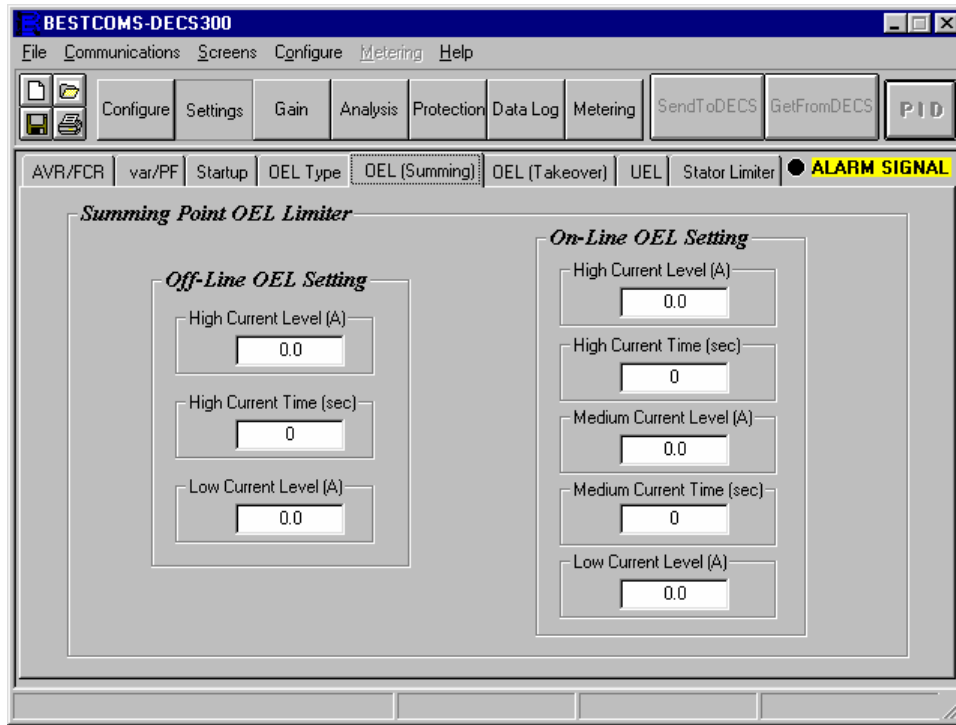 BESTCOMS-DECS300
File Communications Screens Configure Metering Help
Configure Settings Gain Analysis Protection Data Log Metering SendToDECS GetFromDECS PID
AVR/FCR var/PF Startup OEL Type OEL (Summing) OEL (Takeover) UEL Stator Limiter ALARM SIGNAL
Summing Point OEL Limiter
Off-Line OEL Setting
High Current Level (A)
0.0
High Current Time (sec)
0
Low Current Level (A)
0.0
On-Line OEL Setting
High Current Level (A)
0.0
High Current Time (sec)
0
Medium Current Level (A)
0.0
Medium Current Time (sec)
0
Low Current Level (A)
0.0